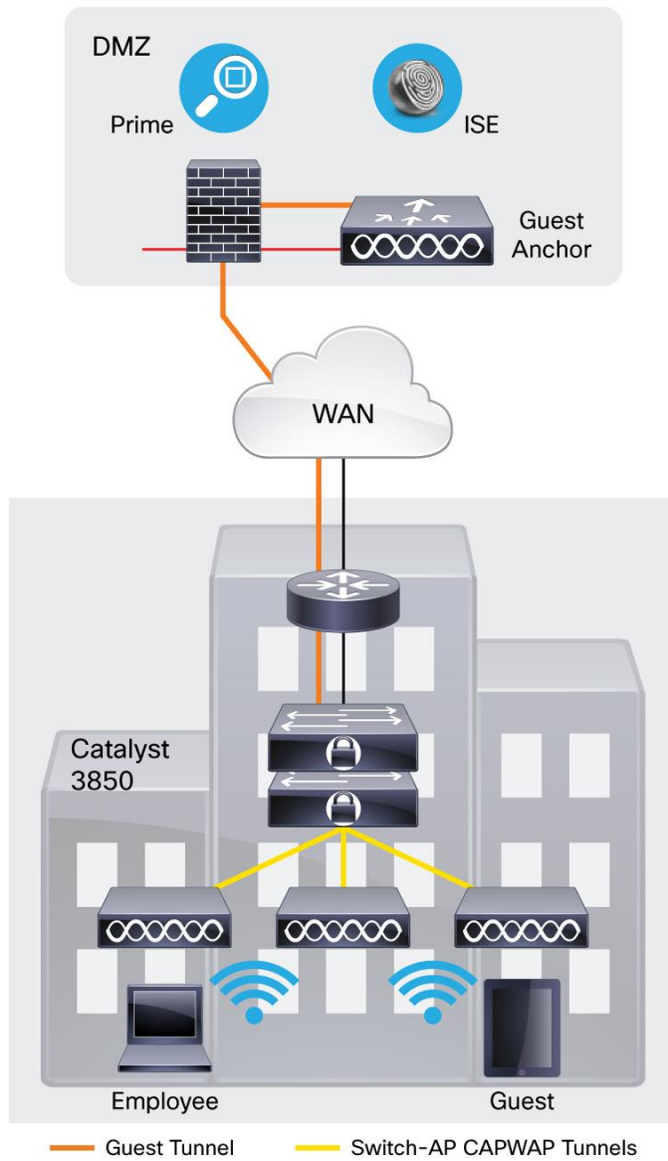 DMZ
Prime
ISE
Guest
Anchor
WAN
Catalyst
3850
Employee
Guest
Guest Tunnel
Switch-AP CAPWAP Tunnels